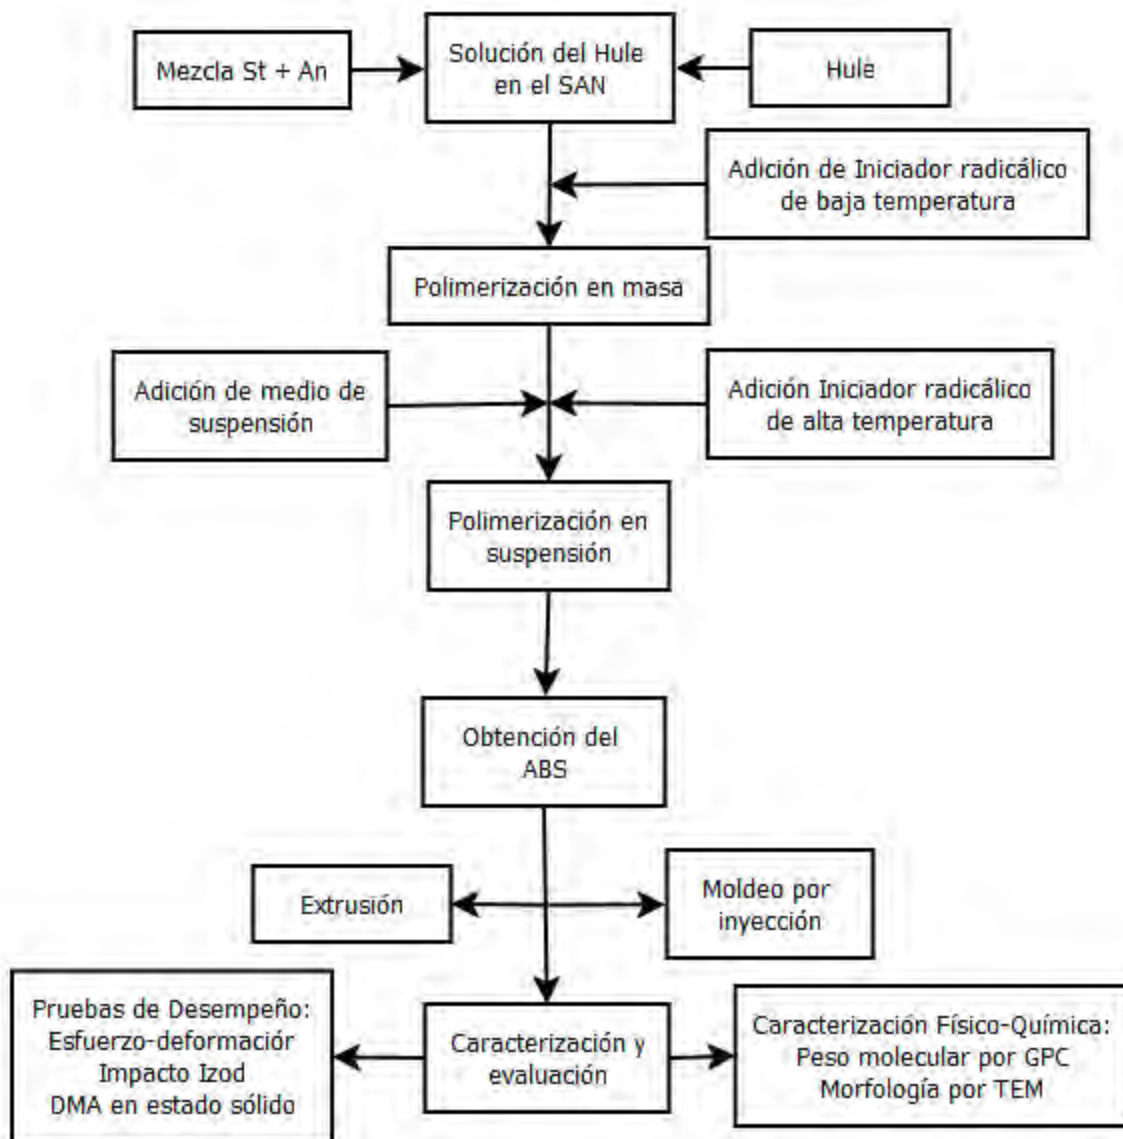 Mezcla St + An
Solución del Hule
en el SAN
Hule
Adición de Iniciador radicálico
de baja temperatura
Polimerización en masa
Adición de medio de
suspensión
Adición Iniciador radicálico
de alta temperatura
Polimerización en
suspensión
Obtención del
ABS
Extrusión
Moldeo por
inyección
Pruebas de Desempeño:
Esfuerzo-deformaciór
Impacto Izod
DMA en estado sólido
Caracterización y
evaluación
Caracterización Físico-Química:
Peso molecular por GPC
Morfología por TEM